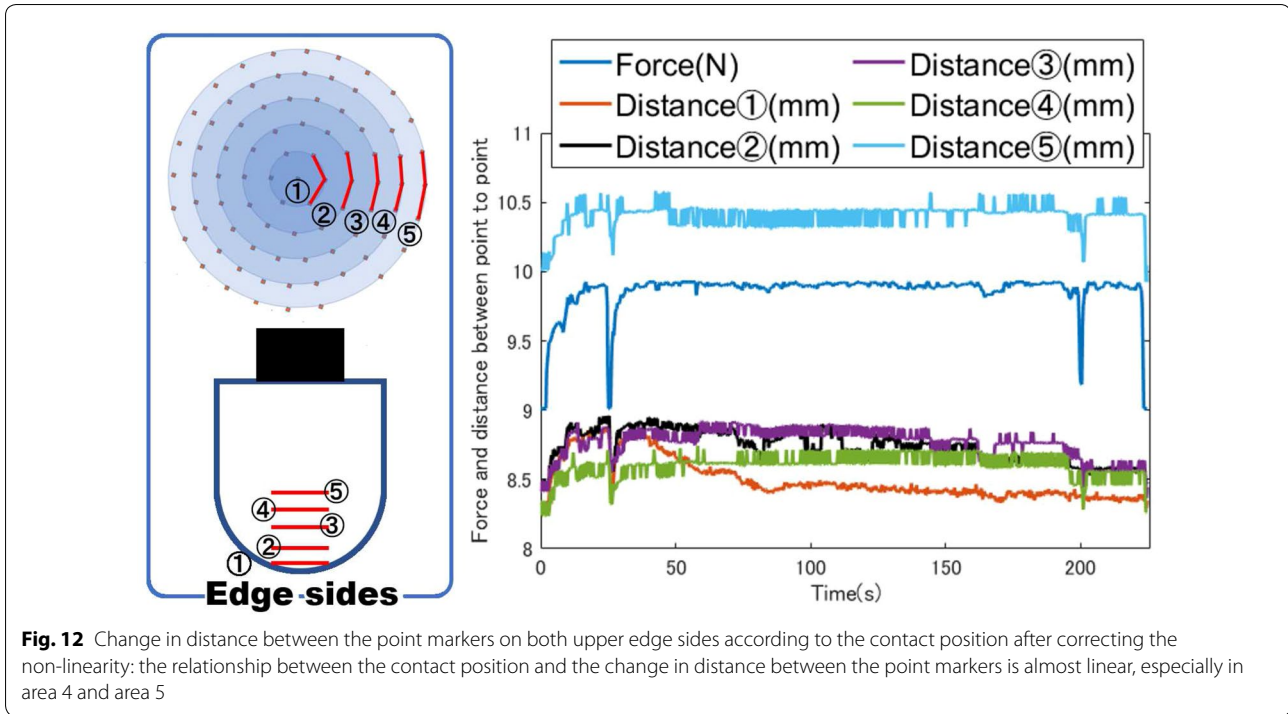 ①
②
③
④
⑤
⑤
④
③
②
①
Edge sides
Force(N)
Distance①(mm)
Distance②(mm)
Distance③(mm)
Distance④(mm)
Distance⑤(mm)
Force and distance between point to point
11
10.5
10
9.5
9
8.5
8
0
50
100
150
200
Time(s)
Fig. 12 Change in distance between the point markers on both upper edge sides according to the contact position after correcting the
non-linearity: the relationship between the contact position and the change in distance between the point markers is almost linear, especially in
area 4 and area 5